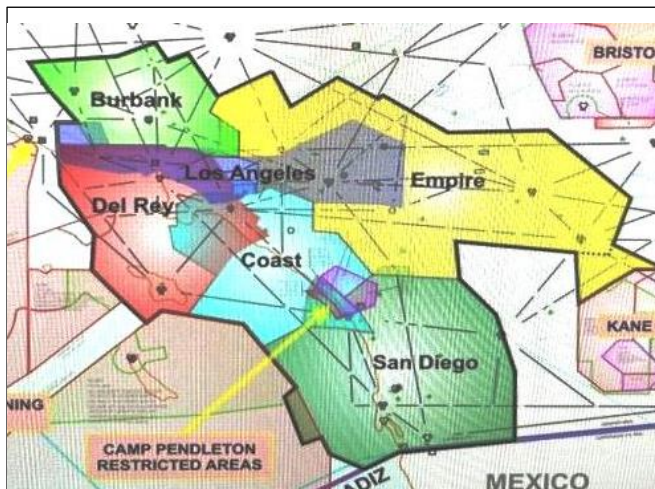 BRISTO
Burbank
Los Angeles
Empire
Del Rey
Coast
KANE
San Diego
NING
CAMP PENDLETON
RESTRICTED AREAS
ADIZ
MEXICO